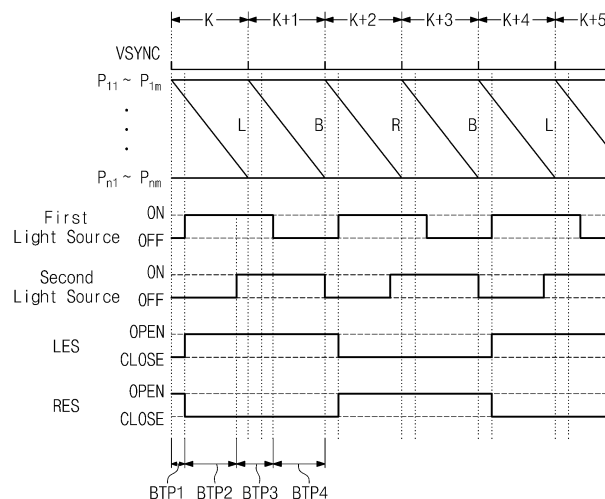 K K+1 K+2 K+3 K+4 K+5
VSYNC
P11 ~ P1m
L B R B L
Pn1 ~ Pnm
First Light Source
ON
OFF
Second Light Source
ON
OFF
LES
OPEN
CLOSE
RES
OPEN
CLOSE
BTP1 BTP2 BTP3 BTP4